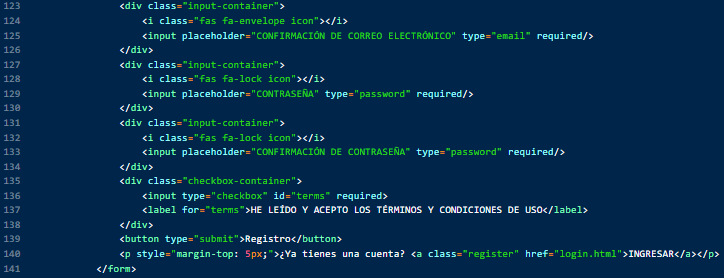 123 <div class="input-container">
124 <i class="fas fa-envelope icon"></i>
125 <input placeholder="CONFIRMACIÓN DE CORREO ELECTRÓNICO" type="email" required/>
126 </div>
127 <div class="input-container">
128 <i class="fas fa-lock icon"></i>
129 <input placeholder="CONTRASEÑA" type="password" required/>
130 </div>
131 <div class="input-container">
132 <i class="fas fa-lock icon"></i>
133 <input placeholder="CONFIRMACIÓN DE CONTRASEÑA" type="password" required/>
134 </div>
135 <div class="checkbox-container">
136 <input type="checkbox" id="terms" required>
137 <label for="terms">HE LEÍDO Y ACEPTO LOS TÉRMINOS Y CONDICIONES DE USO</label>
138 </div>
139 <button type="submit">Registro</button>
140 <p style="margin-top: 5px;">¿Ya tienes una cuenta? <a class="register" href="login.html">INGRESAR</a></p>
141 </form>